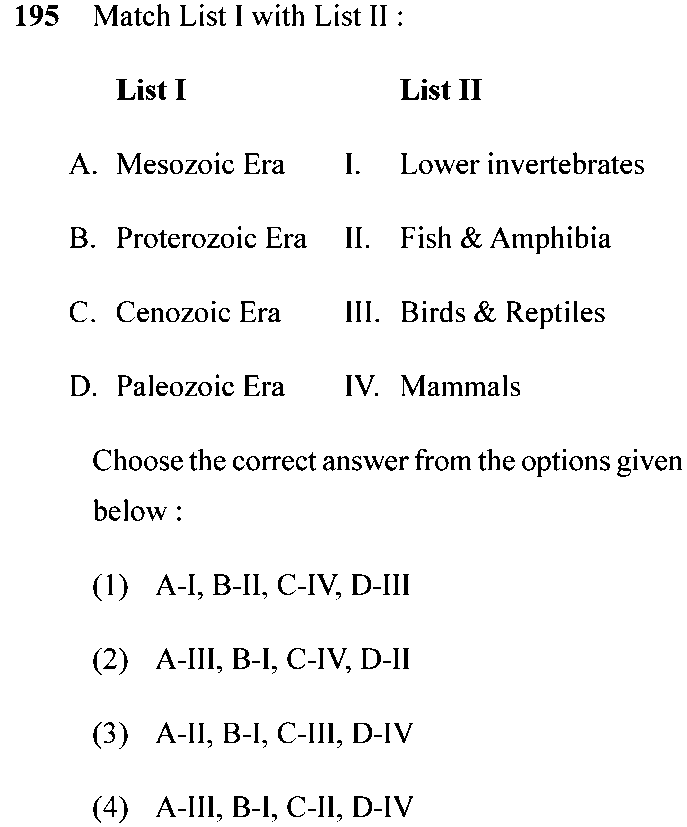 195 Match List I with List II :
List I List II
A. Mesozoic Era I. Lower invertebrates
B. Proterozoic Era II. Fish & Amphibia
C. Cenozoic Era III. Birds & Reptiles
D. Paleozoic Era IV. Mammals
Choose the correct answer from the options given
below :
(1) A-I, B-II, C-IV, D-III
(2) A-III, B-I, C-IV, D-II
(3) A-II, B-I, C-III, D-IV
(4) A-III, B-I, C-II, D-IV